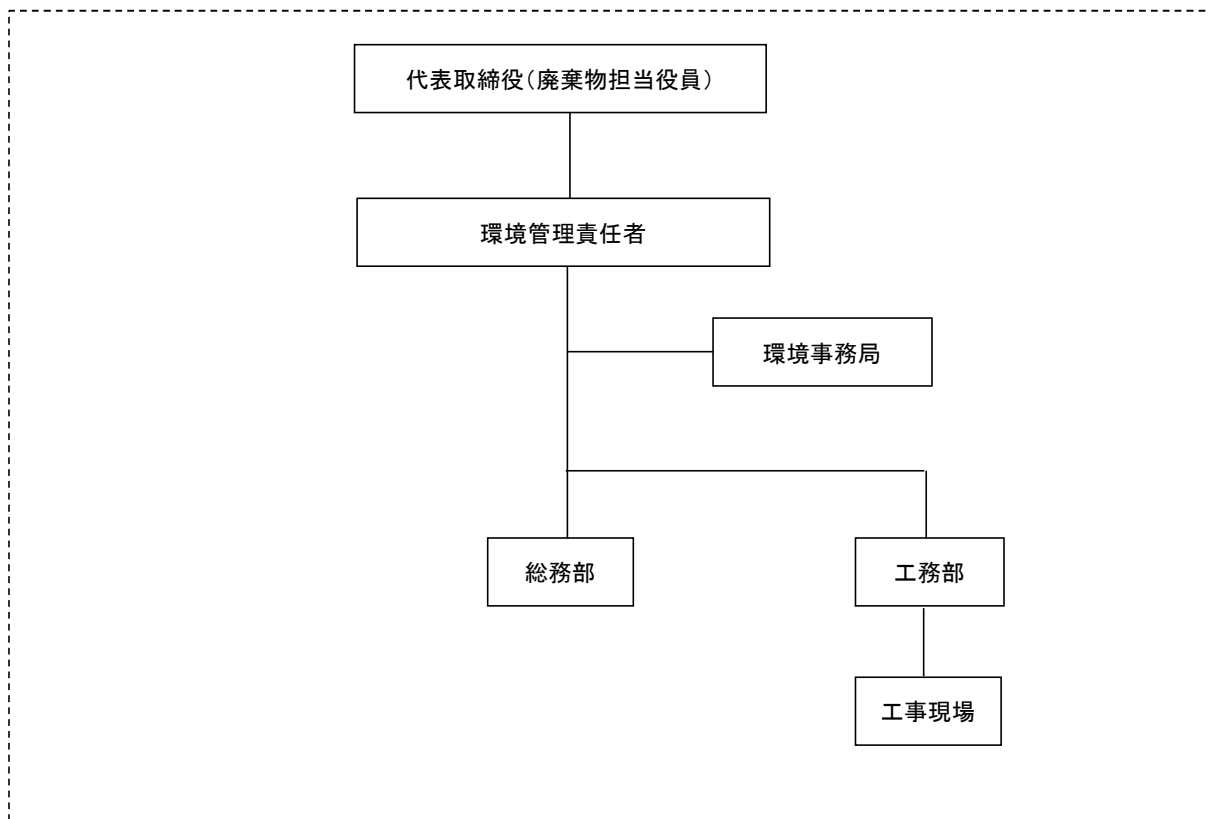 代表取締役（廃棄物担当役員）
環境管理責任者
環境事務局
総務部
工務部
工事現場